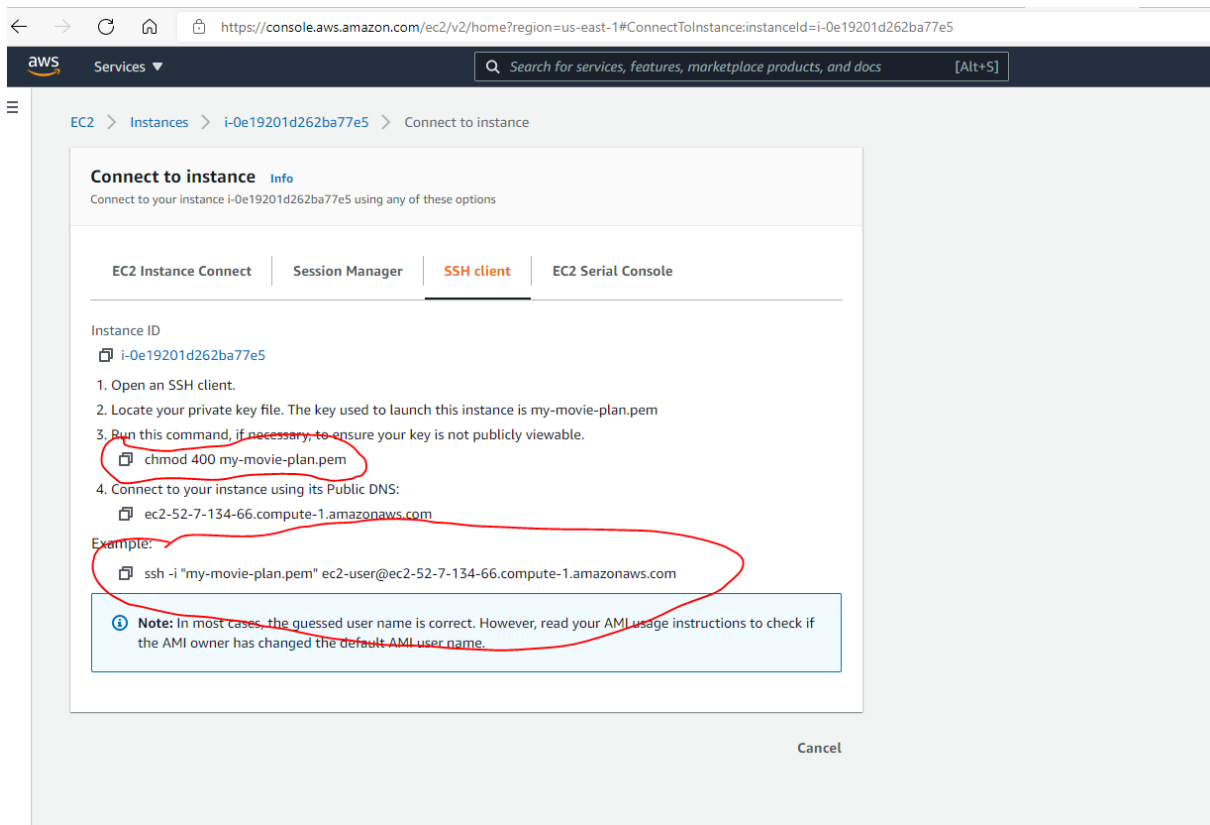 https://console.aws.amazon.com/ec2/v2/home?region=us-east-1#ConnectToInstance:instanceId=i-0e19201d262ba77e5
aws Services ▼ Search for services, features, marketplace products, and docs [Alt+S]
EC2 > Instances > i-0e19201d262ba77e5 > Connect to instance
Connect to instance Info
Connect to your instance i-0e19201d262ba77e5 using any of these options
EC2 Instance Connect Session Manager SSH client EC2 Serial Console
Instance ID
i-0e19201d262ba77e5
1. Open an SSH client.
2. Locate your private key file. The key used to launch this instance is my-movie-plan.pem
3. Run this command, if necessary, to ensure your key is not publicly viewable.
chmod 400 my-movie-plan.pem
4. Connect to your instance using its Public DNS:
ec2-52-7-134-66.compute-1.amazonaws.com
Example:
ssh -i "my-movie-plan.pem" ec2-user@ec2-52-7-134-66.compute-1.amazonaws.com
Note: In most cases, the guessed user name is correct. However, read your AMI usage instructions to check if
the AMI owner has changed the default AMI user name.
Cancel